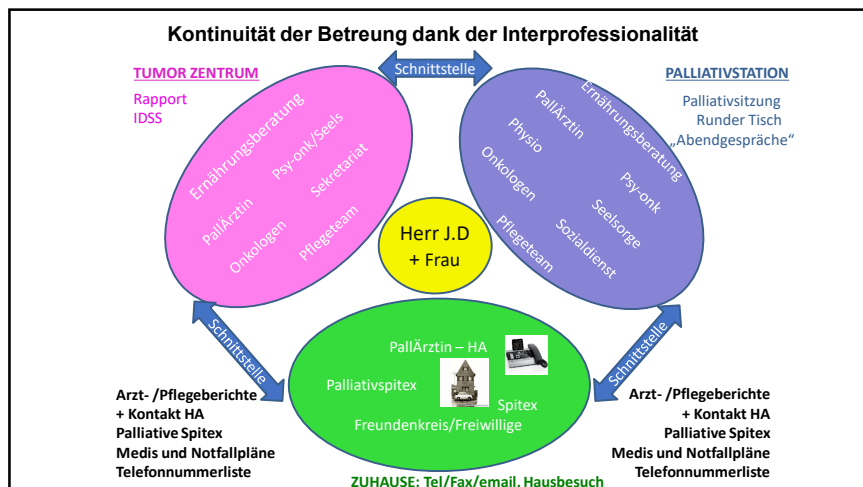 Kontinuität der Betreung dank der Interprofessionalität
Schnittstelle
TUMOR ZENTRUM
Rapport
IDSS
Ernährungsberatung
Psy-onk/Seels
Sekretariat
PallÄrztin
Onkologen
Pflegeteam
PALLIATIVSTATION
Palliativsitzung
Runder Tisch
„Abendgespräche“
Ernährungsberatung
PallÄrztin
Physio
Psy-onk
Onkologen
Seelsorge
Sozialdienst
Pflegeteam
Herr J.D
+ Frau
Schnittstelle
Schnittstelle
PallÄrztin – HA
Palliativspitex
Spitex
Freundenkreis/Freiwillige
Arzt- /Pflegeberichte
+ Kontakt HA
Palliative Spitex
Medis und Notfallpläne
Telefonnummerliste
Arzt- /Pflegeberichte
+ Kontakt HA
Palliative Spitex
Medis und Notfallpläne
Telefonnummerliste
ZUHAUSE: Tel/Fax/email, Hausbesuch